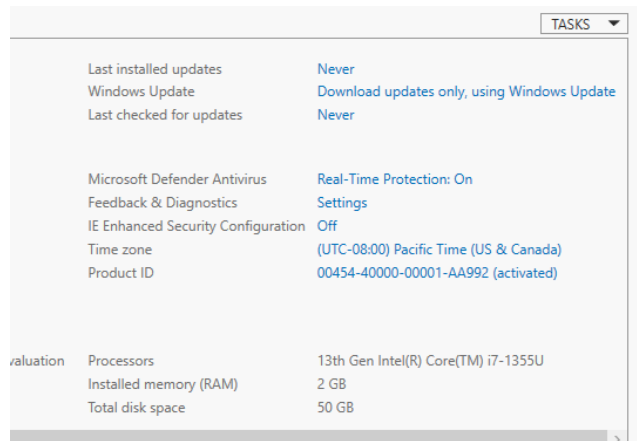 TASKS
Last installed updates Never
Windows Update Download updates only, using Windows Update
Last checked for updates Never
Microsoft Defender Antivirus Real-Time Protection: On
Feedback & Diagnostics Settings
IE Enhanced Security Configuration Off
Time zone (UTC-08:00) Pacific Time (US & Canada)
Product ID 00454-40000-00001-AA992 (activated)
valuation Processors 13th Gen Intel(R) Core(TM) i7-1355U
Installed memory (RAM) 2 GB
Total disk space 50 GB